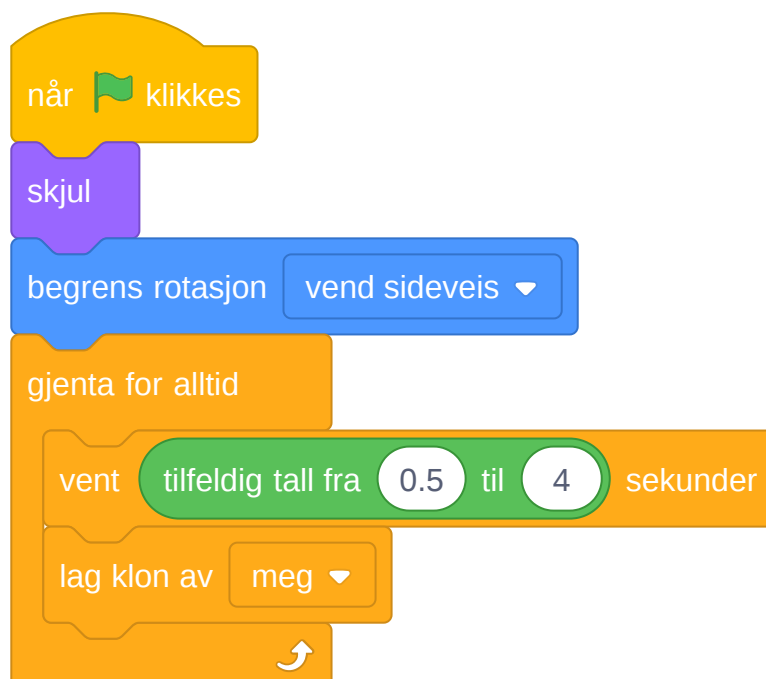 når klikkes
skjul
begrens rotasjon vend sideveis
gjenta for alltid
vent tilfeldig tall fra 0.5 til 4 sekunder
lag klon av meg